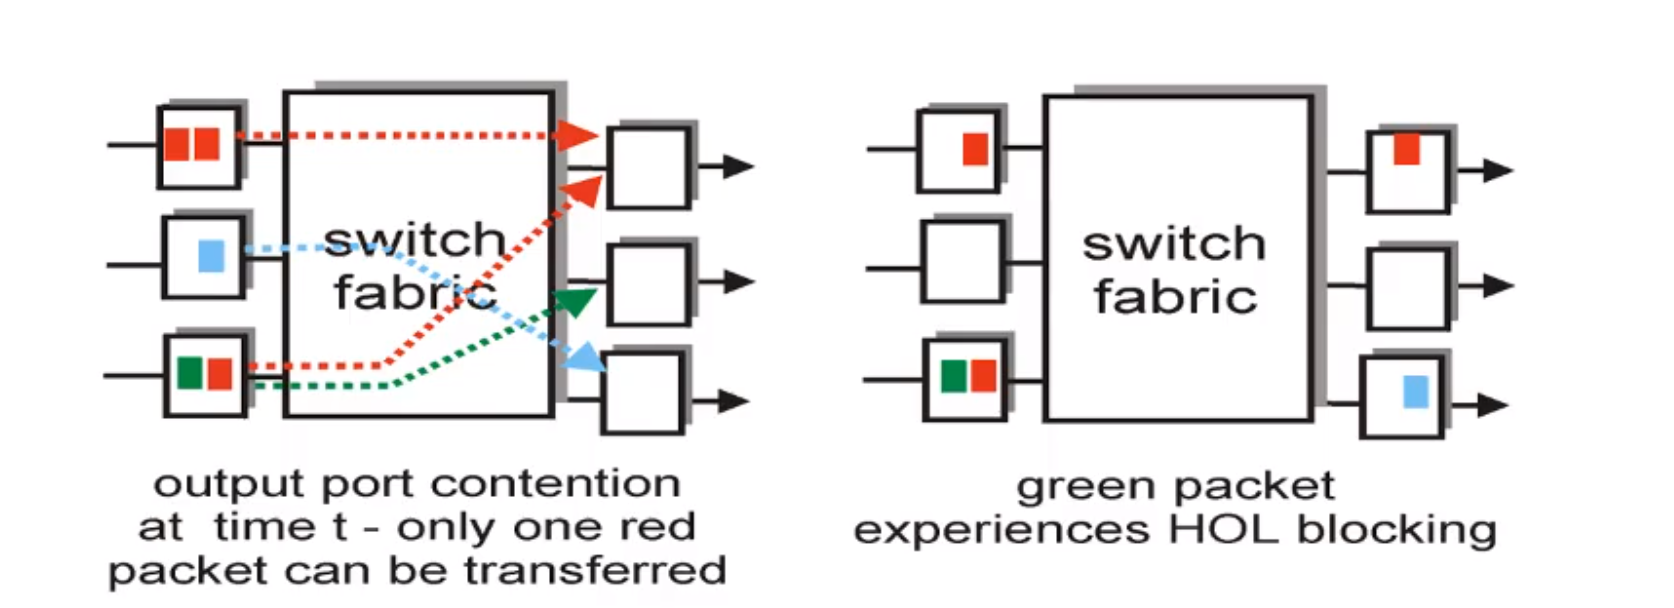 switch
fabric
output port contention
at time t - only one red
packet can be transferred
switch
fabric
green packet
experiences HOL blocking